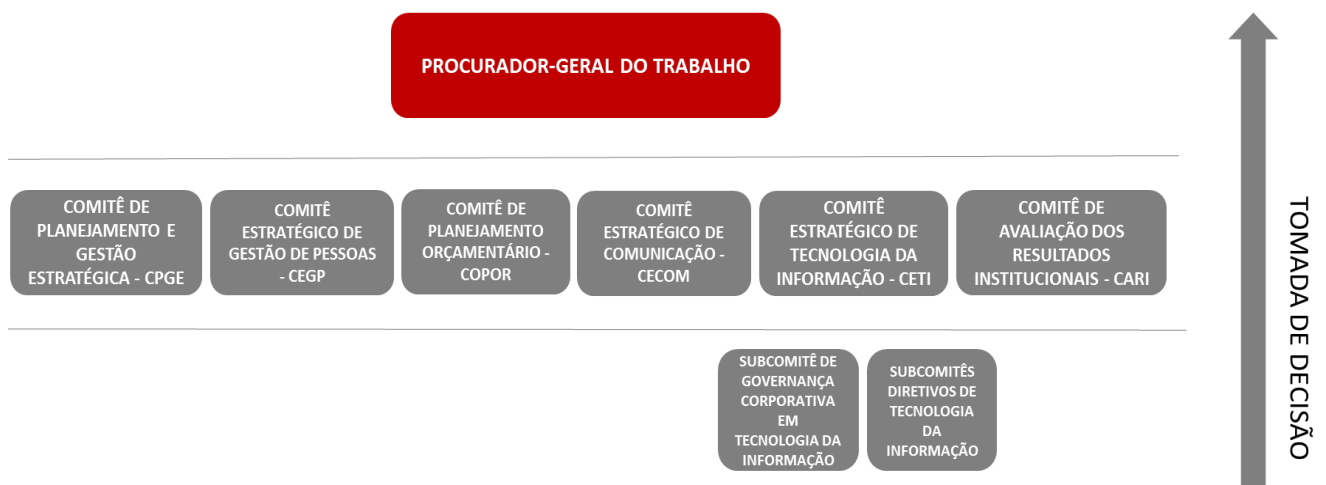 PROCURADOR-GERAL DO TRABALHO
COMITÊ DE
PLANEJAMENTO E
GESTÃO
ESTRATÉGICA - CPGE
COMITÊ
ESTRATÉGICO DE
GESTÃO DE PESSOAS
- CEGP
COMITÊ DE
PLANEJAMENTO
ORÇAMENTÁRIO -
COPOR
COMITÊ
ESTRATÉGICO DE
COMUNICAÇÃO -
CECOM
COMITÊ
ESTRATÉGICO DE
TECNOLOGIA DA
INFORMAÇÃO - CETI
COMITÊ DE
AVALIAÇÃO DOS
RESULTADOS
INSTITUCIONAIS - CARI
SUBCOMITÊ DE
GOVERNANÇA
CORPORATIVA
EM
TECNOLOGIA DA
INFORMAÇÃO
SUBCOMITÊS
DIRETIVOS DE
TECNOLOGIA
DA
INFORMAÇÃO
TOMADA DE DECISÃO